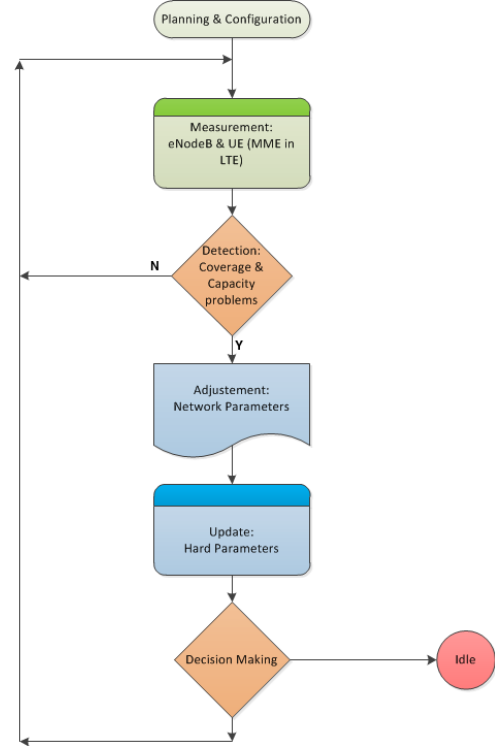 Planning & Configuration
Measurement:
eNodeB & UE (MME in
LTE)
Detection:
Coverage &
Capacity
problems
N
Y
Adjustement:
Network Parameters
Update:
Hard Parameters
Decision Making
Idle